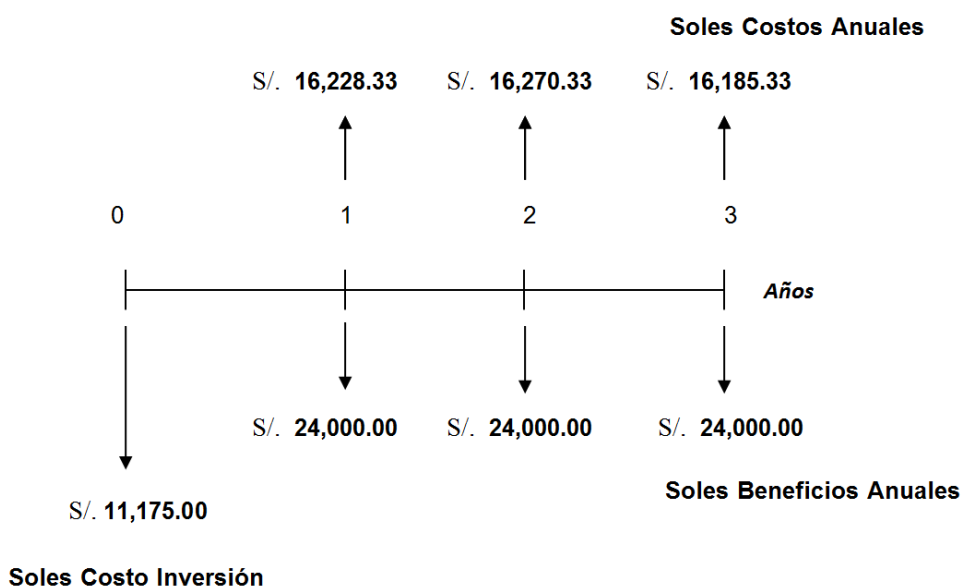 Soles Costos Anuales
S/. 16,228.33 S/. 16,270.33 S/. 16,185.33
0 1 2 3
Años
S/. 24,000.00 S/. 24,000.00 S/. 24,000.00
Soles Beneficios Anuales
S/. 11,175.00
Soles Costo Inversión